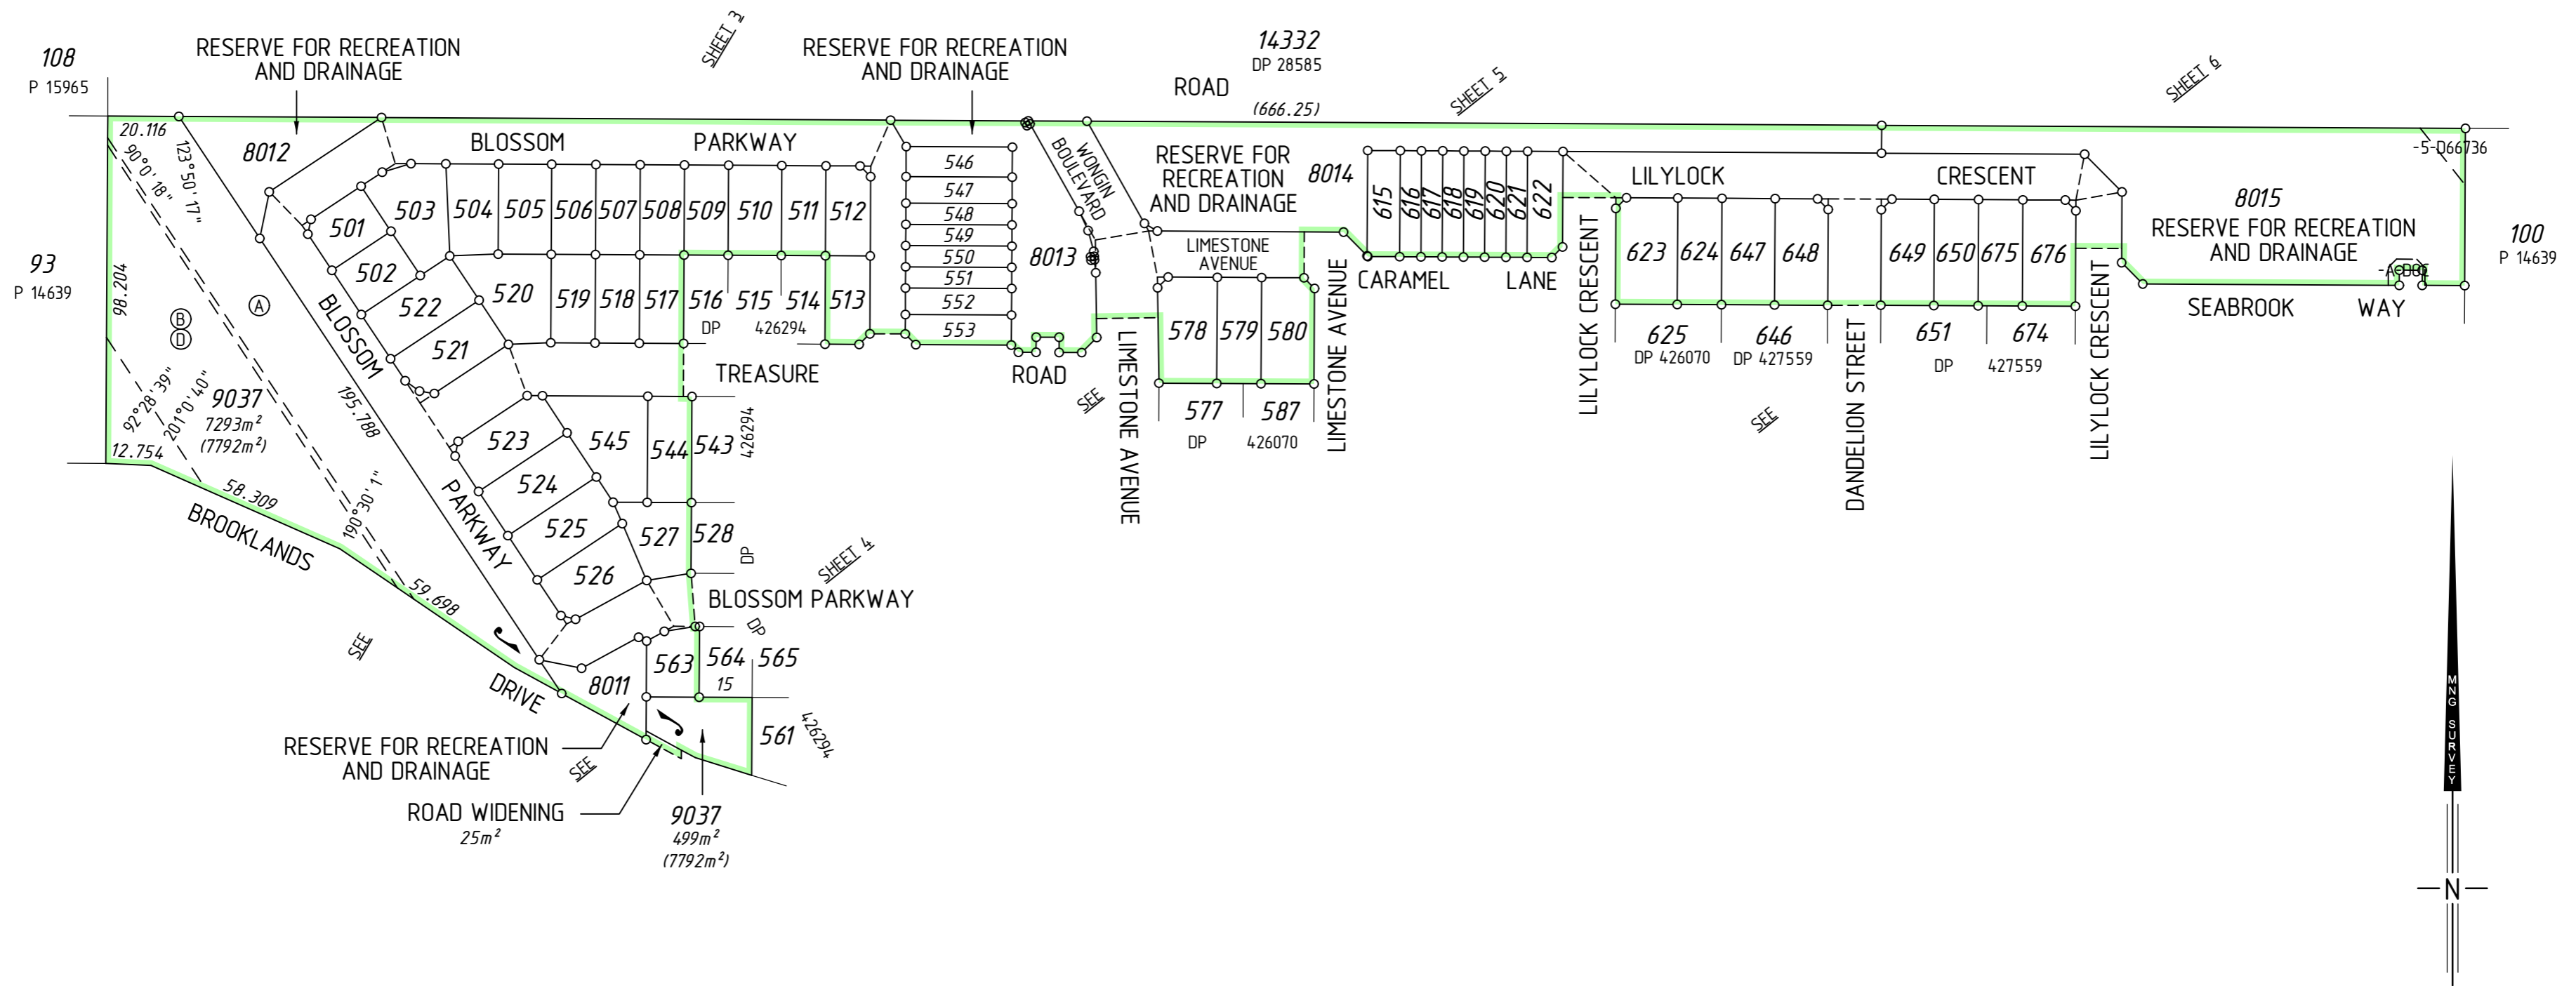 108
P 15965
RESERVE FOR RECREATION
AND DRAINAGE
SHEET 3
RESERVE FOR RECREATION
AND DRAINAGE
14332
DP 28585
ROAD
(666.25)
SHEET 5
SHEET 6
20.116
90°0'18"
123°50'17"
8012
BLOSSOM
PARKWAY
WONGIN
BOULEVARD
RESERVE FOR
RECREATION
AND DRAINAGE
8014
LILYLOCK
CRESCENT
-5-D66736
8015
RESERVE FOR RECREATION
AND DRAINAGE
100
P 14639
93
P 14639
98.204
B
D
A
501
502
503
504
505
506
507
508
509
510
511
512
546
547
548
549
550
551
552
553
8013
LIMESTONE
AVENUE
615
616
617
618
619
620
621
622
623
624
647
648
649
650
675
676
522
521
520
519
518
517
516
515
514
513
DP
426294
578
579
580
CARAMEL
LANE
LILYLOCK CRESCENT
LILYLOCK CRESCENT
SEABROOK
WAY
625
DP 426070
646
DP 427559
651
674
DP
427559
DANDELION STREET
SEE
BLOSSOM
PARKWAY
195.788
92°28'39"
201°0'40"
9037
7293m²
(7792m²)
12.754
58.309
190°30'1"
59.698
BROOKLANDS
DRIVE
TREASURE
ROAD
SEE
LIMESTONE AVENUE
LIMESTONE AVENUE
577
587
DP
426070
523
524
525
526
545
544
543
426294
527
528
DP
SHEET 4
BLOSSOM PARKWAY
DP
SEE
563
564
565
15
8011
561
426294
RESERVE FOR RECREATION
AND DRAINAGE
SEE
ROAD WIDENING
25m²
9037
499m²
(7792m²)
MNG SURVEY
N